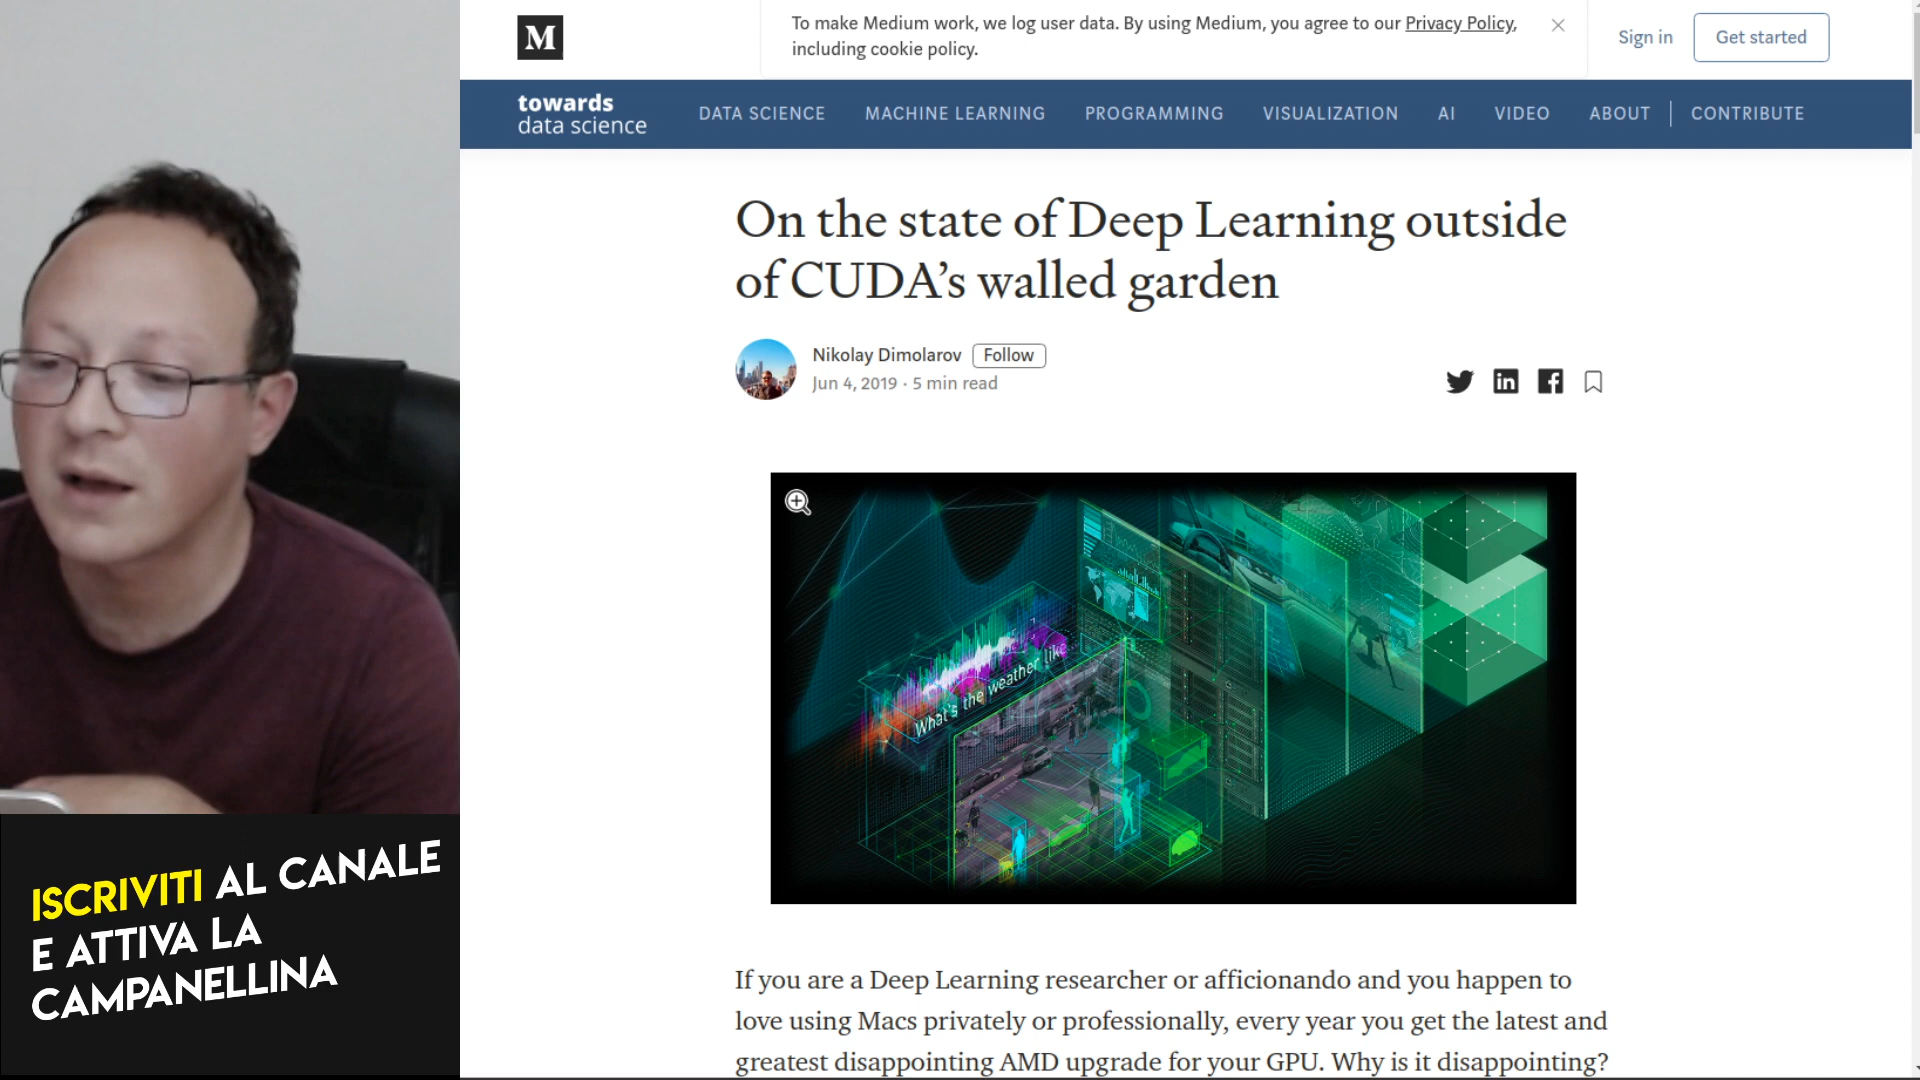 M
To make Medium work, we log user data. By using Medium, you agree to our Privacy Policy,
including cookie policy.
Sign in
Get started
towards
data science
DATA SCIENCE
MACHINE LEARNING
PROGRAMMING
VISUALIZATION
AI
VIDEO
ABOUT
CONTRIBUTE
On the state of Deep Learning outside
of CUDA’s walled garden
Nikolay Dimolarov
Follow
Jun 4, 2019 · 5 min read
What's the weather like
If you are a Deep Learning researcher or afficionando and you happen to
love using Macs privately or professionally, every year you get the latest and
greatest disappointing AMD upgrade for your GPU. Why is it disappointing?
ISCRIVITI AL CANALE
E ATTIVA LA
CAMPANELLINA